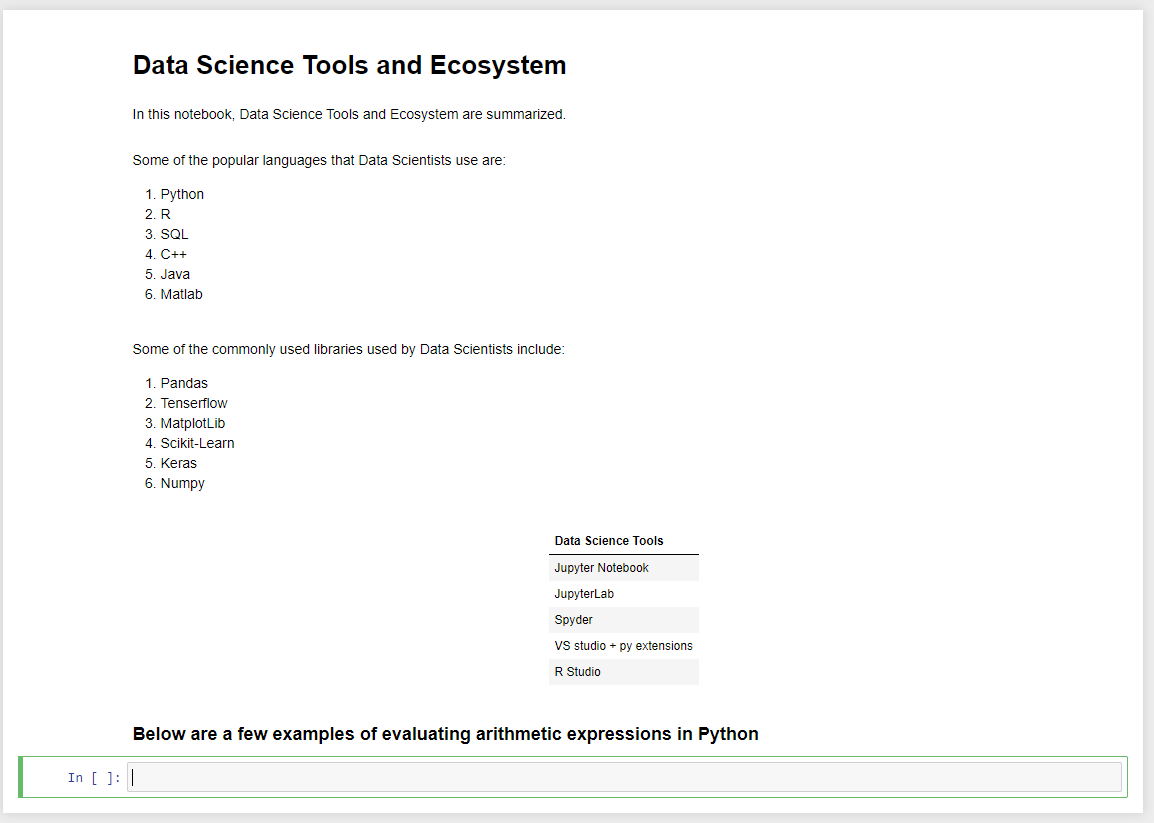 Data Science Tools and Ecosystem
In this notebook, Data Science Tools and Ecosystem are summarized.
Some of the popular languages that Data Scientists use are:
1. Python
2. R
3. SQL
4. C++
5. Java
6. Matlab
Some of the commonly used libraries used by Data Scientists include:
1. Pandas
2. Tenserflow
3. MatplotLib
4. Scikit-Learn
5. Keras
6. Numpy
Data Science Tools
Jupyter Notebook
JupyterLab
Spyder
VS studio + py extensions
R Studio
Below are a few examples of evaluating arithmetic expressions in Python
In [ ]: